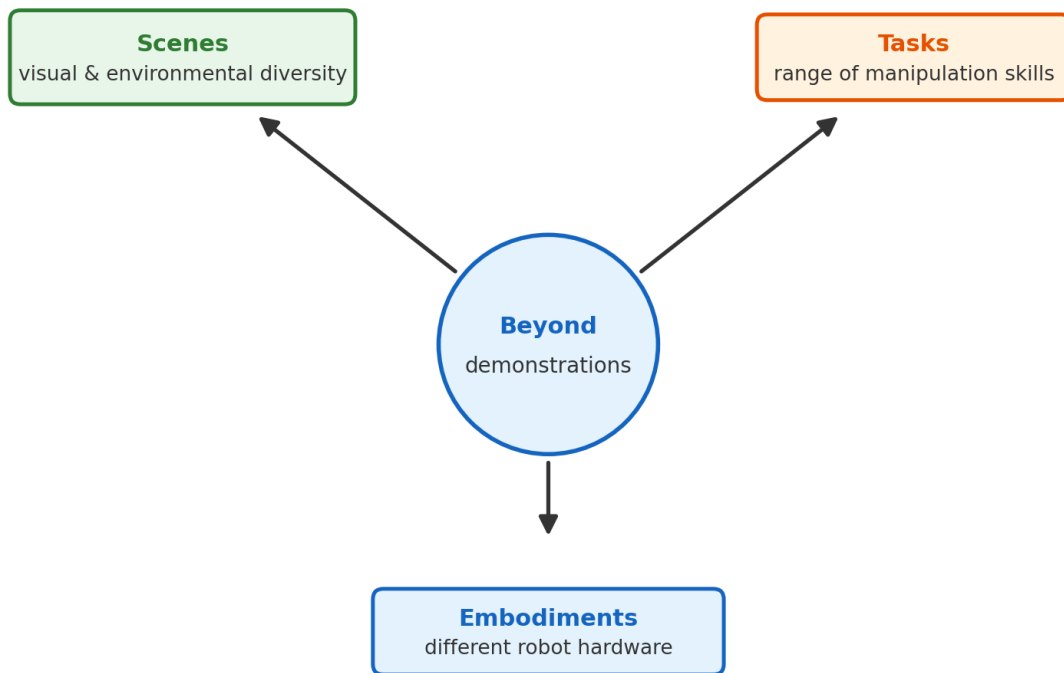 Scenes
visual & environmental diversity
Tasks
range of manipulation skills
Beyond
demonstrations
Embodiments
different robot hardware